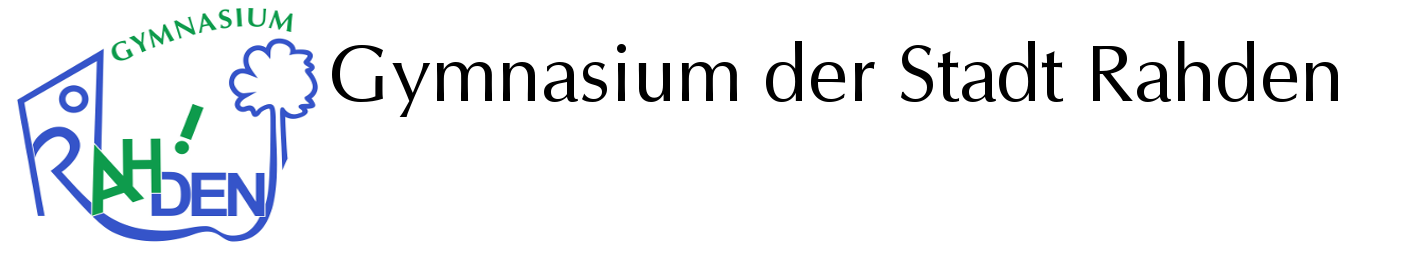 GYMNASIUM
RAH!DEN
Gymnasium der Stadt Rahden